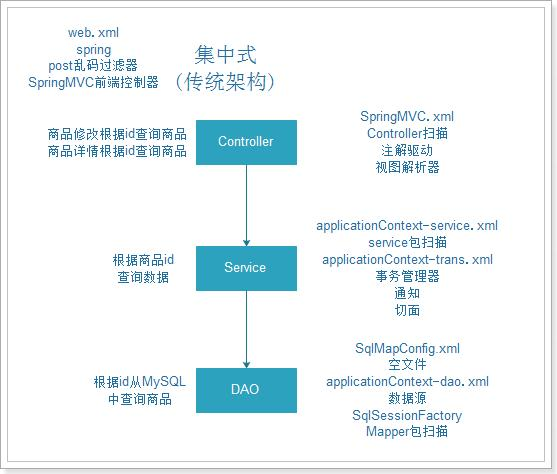 web.xml
spring
post乱码过滤器
SpringMVC前端控制器
集中式
（传统架构）
商品修改根据id查询商品
商品详情根据id查询商品
Controller
SpringMVC.xml
Controller扫描
注解驱动
视图解析器
根据商品id
查询数据
Service
applicationContext-service.xml
service包扫描
applicationContext-trans.xml
事务管理器
通知
切面
根据id从MySQL
中查询商品
DAO
SqlMapConfig.xml
空文件
applicationContext-dao.xml
数据源
SqlSessionFactory
Mapper包扫描